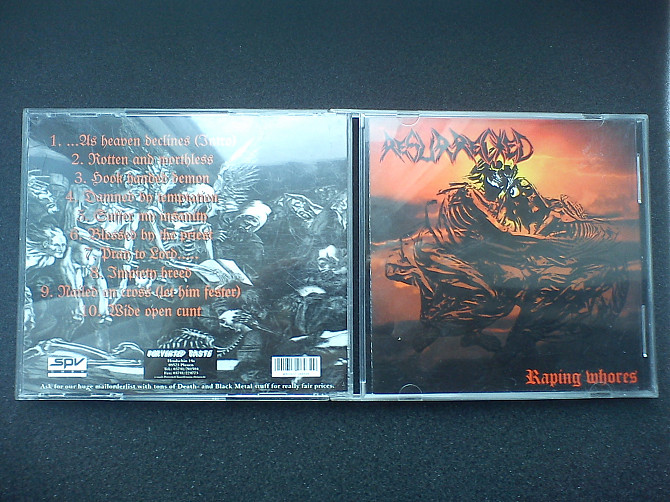 1. ...As heaven declines (Intro)
2. Rotten and worthless
3. Hook handed demon
4. Damned by temptation
5. Suffer my insanity
6. Blessed by the priest
7. Pray to Lord.....
8. Impurity breed
9. Nailed on cross (let him fester)
10. Wide open cunt
SPV
PERVERTED TASTE
Ask for our huge mailorderlist with tons of Death- and Black Metal stuff for really fair prices.
RESURRECTED
Raping whores